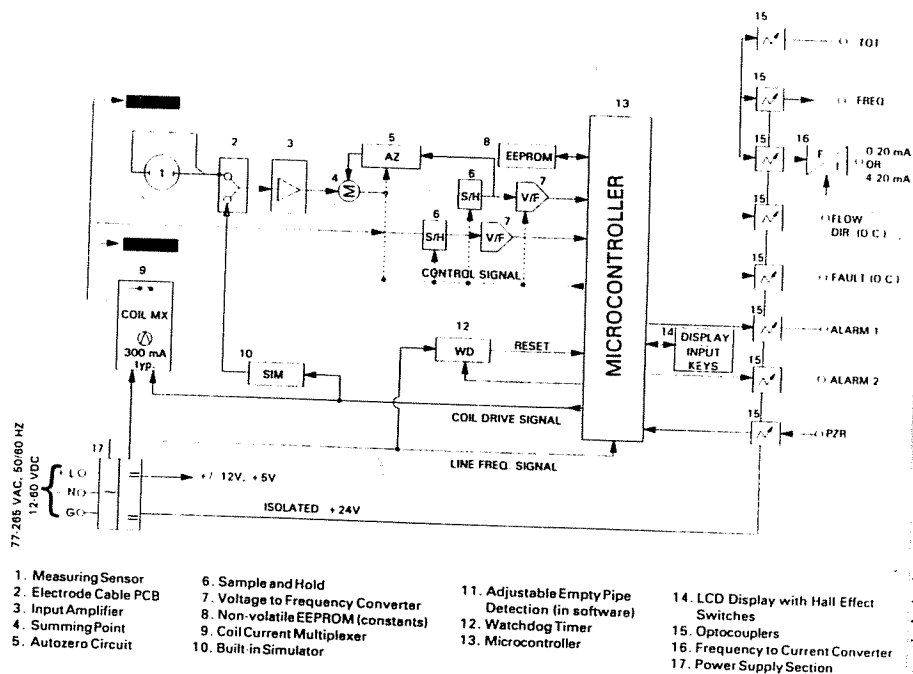 15
TOT
15
FREQ
13
2
3
5
AZ
8
EEPROM
15
16
F
I
0.20 mA
OR
4.20 mA
t
4
M
6
S/H
7
V/F
6
S/H
7
V/F
15
FLOW
DIR (O C)
MICROCONTROLLER
CONTROL SIGNAL
15
FAULT (O C)
9
COIL MX
300 mA
typ.
12
WD
RESET
14
DISPLAY
INPUT
KEYS
15
ALARM 1
10
SIM
15
ALARM 2
COIL DRIVE SIGNAL
15
PZR
17
LINE FREQ. SIGNAL
77-265 VAC, 50/60 HZ
12-60 VDC
+ L
N
G
~
=
=
+/ 12V, +5V
ISOLATED +24V
1. Measuring Sensor
2. Electrode Cable PCB
3. Input Amplifier
4. Summing Point
5. Autozero Circuit
6. Sample and Hold
7. Voltage to Frequency Converter
8. Non-volatile EEPROM (constants)
9. Coil Current Multiplexer
10. Built-in Simulator
11. Adjustable Empty Pipe
Detection (in software)
12. Watchdog Timer
13. Microcontroller
14. LCD Display with Hall Effect
Switches
15. Optocouplers
16. Frequency to Current Converter
17. Power Supply Section